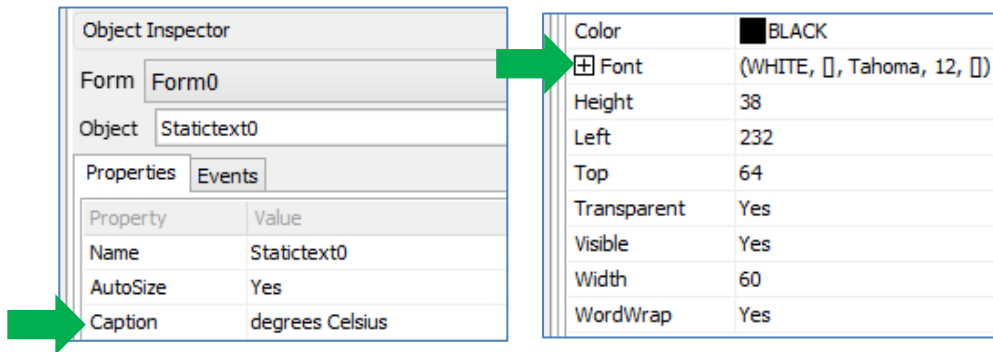 Object Inspector
Form Form0
Object Statictext0
Properties Events
Property Value
Name Statictext0
AutoSize Yes
Caption degrees Celsius
Color BLACK
Font (WHITE, [], Tahoma, 12, [])
Height 38
Left 232
Top 64
Transparent Yes
Visible Yes
Width 60
WordWrap Yes